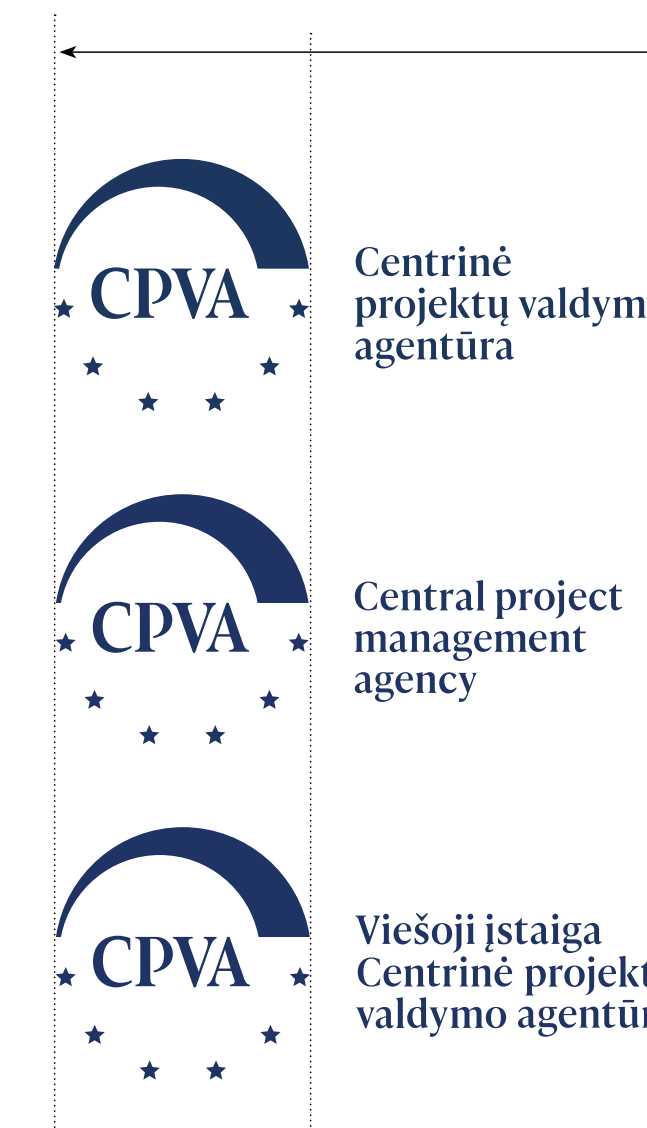 CPVA
Centrinė
projektų valdym
agentūra
CPVA
Central project
management
agency
CPVA
Viešoji įstaiga
Centrinė projekt
valdymo agentūr